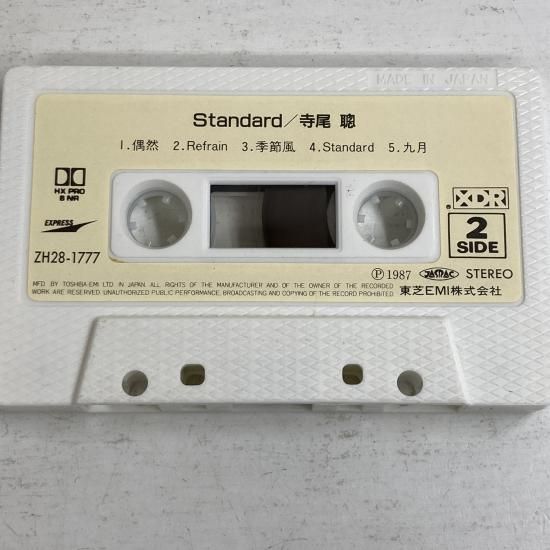 MADE IN JAPAN
Standard/寺尾 聰
1.偶然 2.Refrain 3.季節風 4.Standard 5.九月
HX PRO
B NR
EXPRESS
ZH28-1777
XDR
2
SIDE
Ⓟ1987 JASRAC STEREO
MFD. BY TOSHIBA-EMI LTD. IN JAPAN. ALL RIGHTS OF THE MANUFACTURER AND OF THE OWNER OF THE RECORDED
WORK ARE RESERVED. UNAUTHORIZED PUBLIC PERFORMANCE, BROADCASTING AND COPYING OF THE RECORD PROHIBITED.
東芝EMI株式会社